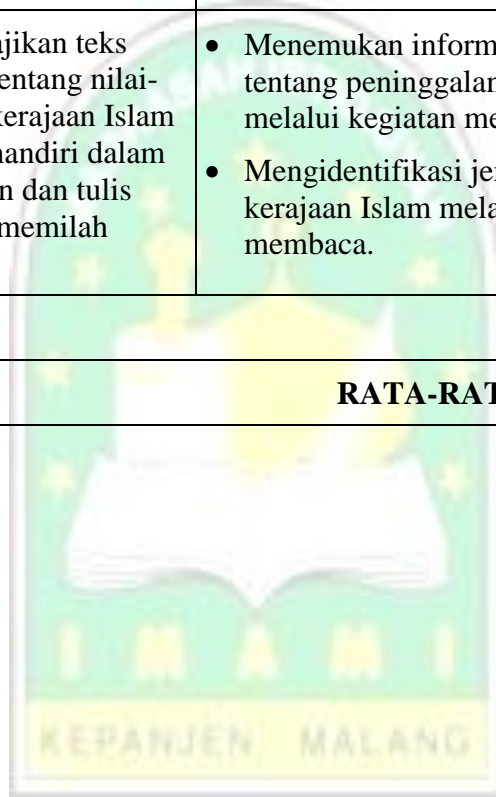 ajikan teks
entang nilai-
kerajaan Islam
nandiri dalam
n dan tulis
memilah
• Menemukan inform
tentang peninggalan
melalui kegiatan me
• Mengidentifikasi je
kerajaan Islam mela
membaca.
RATA-RAT
I M A M I
KEPANJEN MALANG